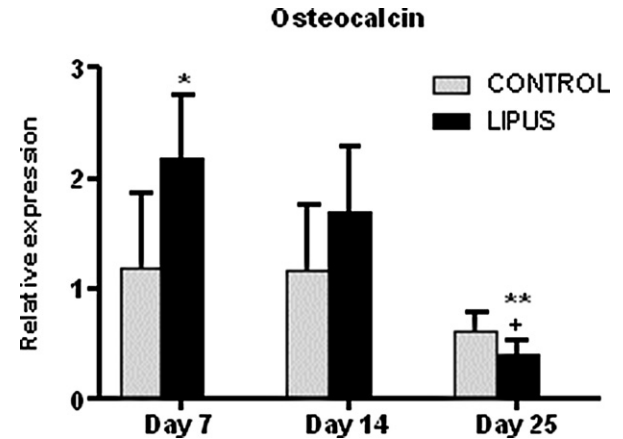 Osteocalcin
Relative expression
3
2
1
0
*
**
+
CONTROL
LIPUS
Day 7
Day 14
Day 25